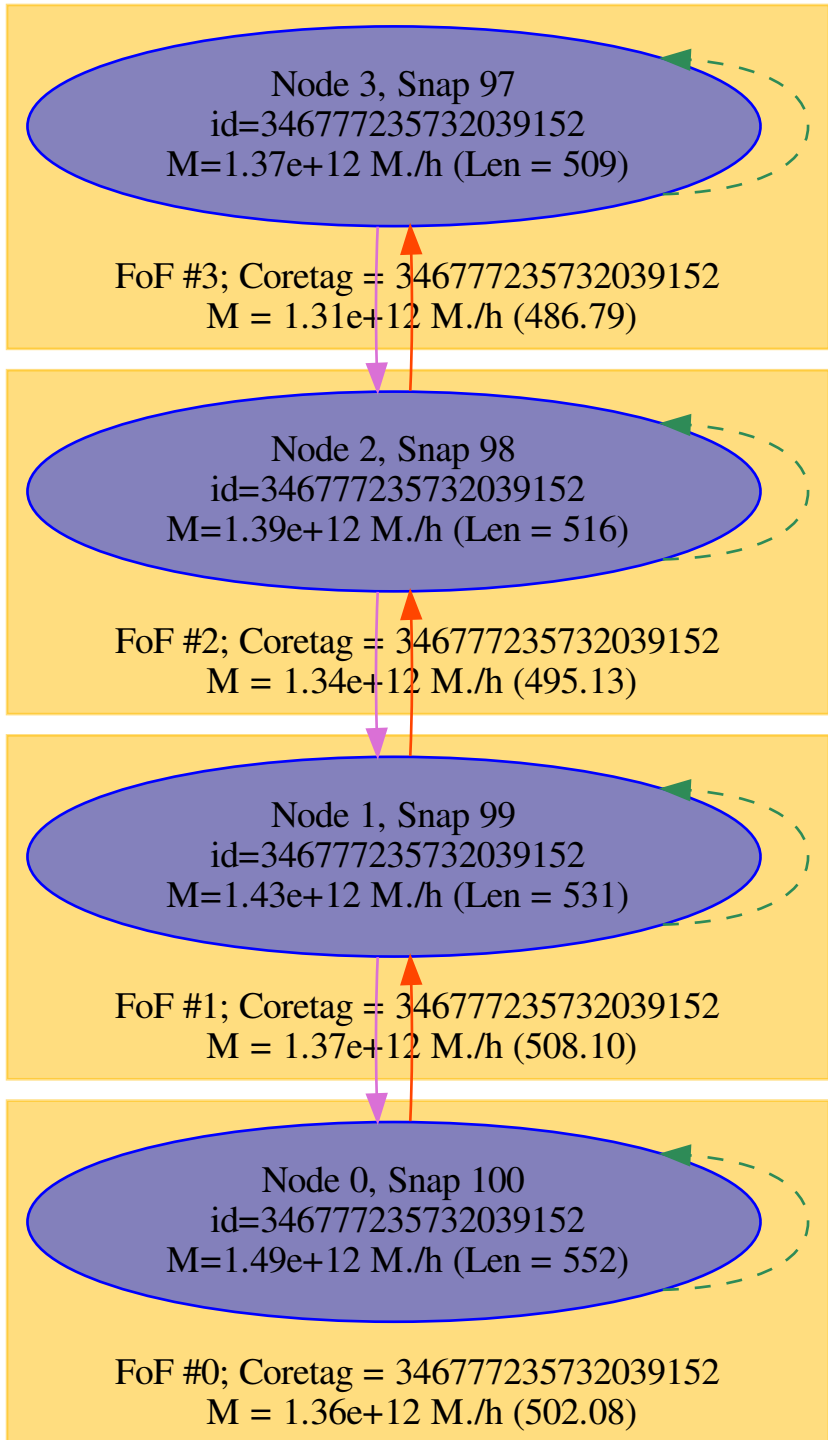 Node 3, Snap 97
id=346777235732039152
M=1.37e+12 M./h (Len = 509)
FoF #3; Coretag = 346777235732039152
M = 1.31e+12 M./h (486.79)
Node 2, Snap 98
id=346777235732039152
M=1.39e+12 M./h (Len = 516)
FoF #2; Coretag = 346777235732039152
M = 1.34e+12 M./h (495.13)
Node 1, Snap 99
id=346777235732039152
M=1.43e+12 M./h (Len = 531)
FoF #1; Coretag = 346777235732039152
M = 1.37e+12 M./h (508.10)
Node 0, Snap 100
id=346777235732039152
M=1.49e+12 M./h (Len = 552)
FoF #0; Coretag = 346777235732039152
M = 1.36e+12 M./h (502.08)